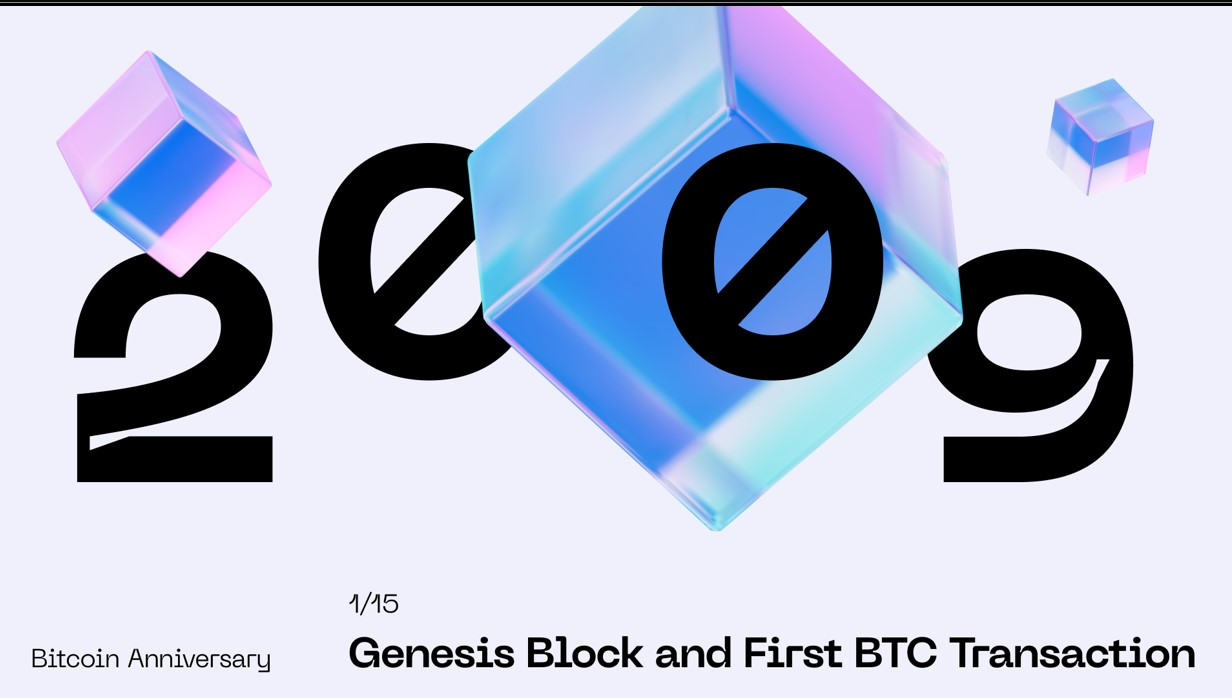 2009
1/15
Bitcoin Anniversary
Genesis Block and First BTC Transaction